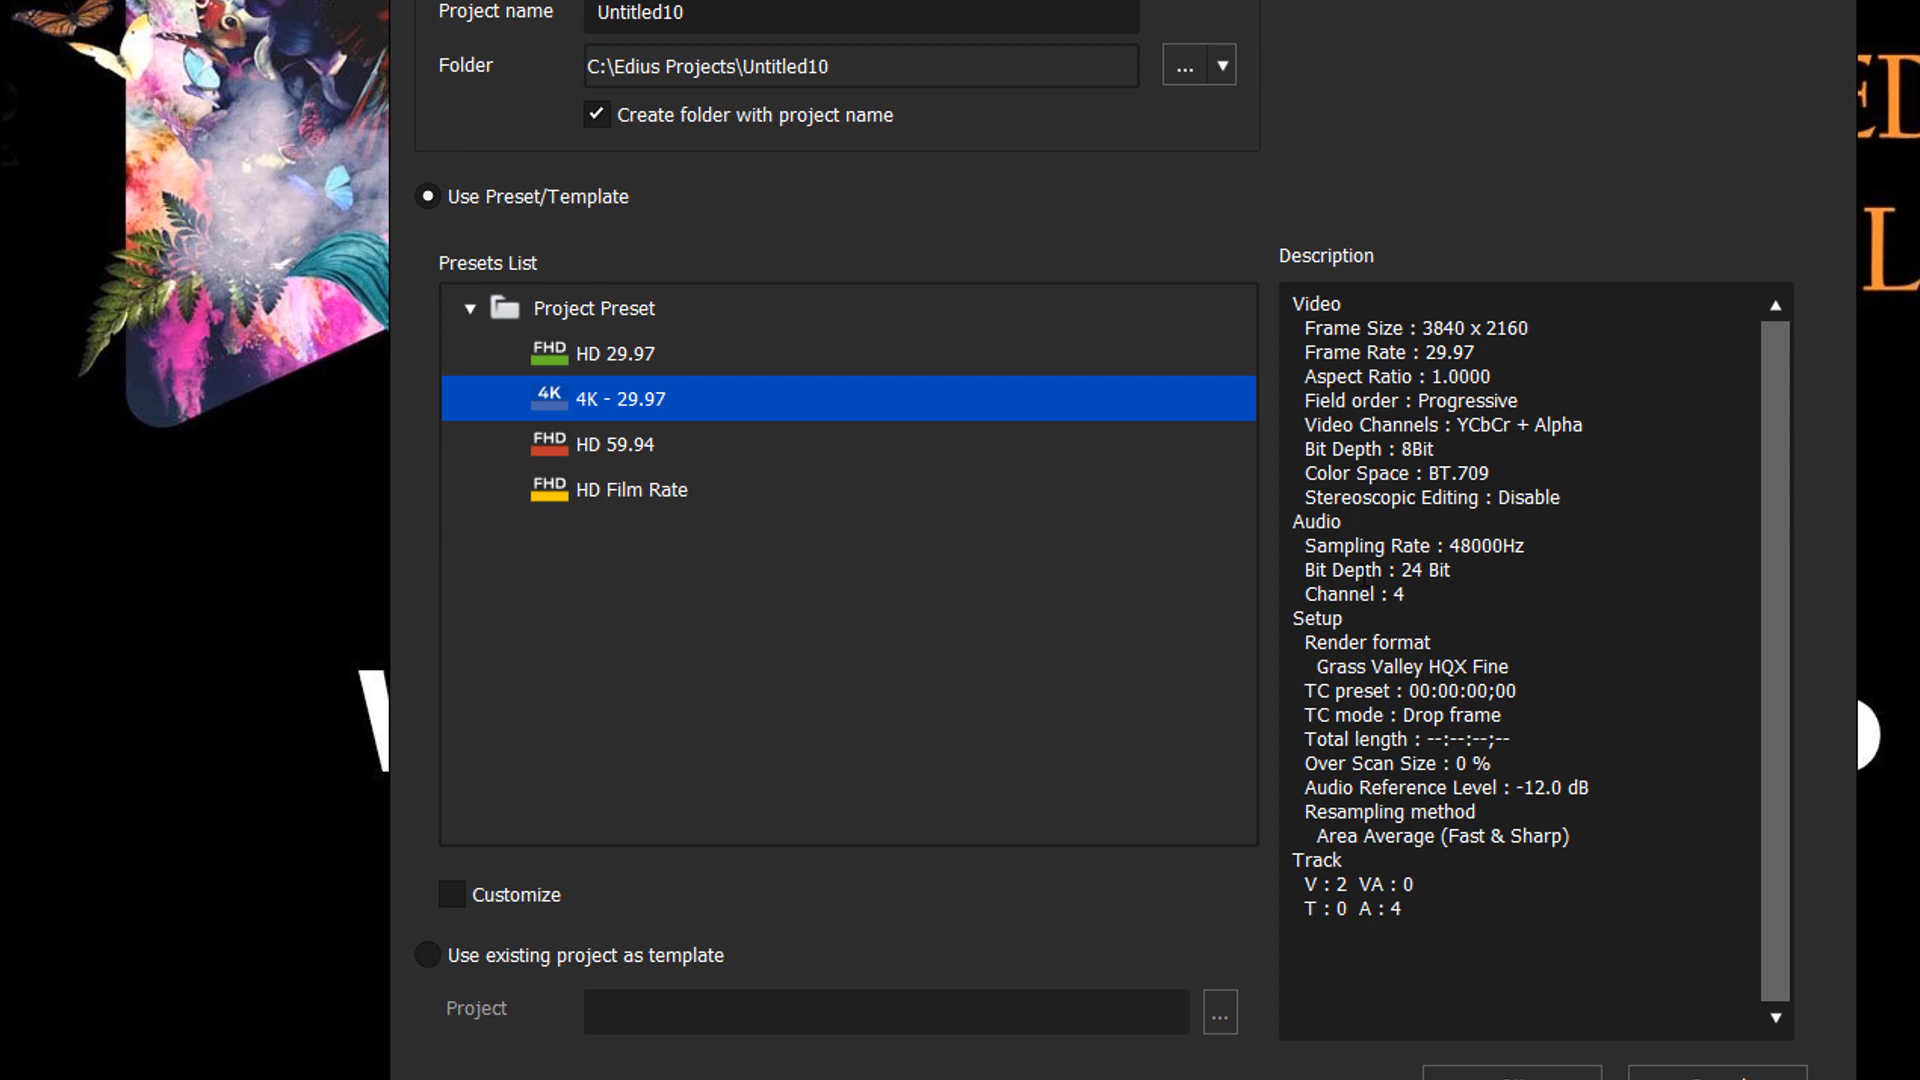 Project name
Untitled10
Folder
C:\Edius Projects\Untitled10
...
Create folder with project name
Use Preset/Template
Presets List
Project Preset
FHD HD 29.97
4K 4K - 29.97
FHD HD 59.94
FHD HD Film Rate
Customize
Use existing project as template
Project
...
Description
Video
Frame Size : 3840 x 2160
Frame Rate : 29.97
Aspect Ratio : 1.0000
Field order : Progressive
Video Channels : YCbCr + Alpha
Bit Depth : 8Bit
Color Space : BT.709
Stereoscopic Editing : Disable
Audio
Sampling Rate : 48000Hz
Bit Depth : 24 Bit
Channel : 4
Setup
Render format
Grass Valley HQX Fine
TC preset : 00:00:00;00
TC mode : Drop frame
Total length : --:--:--;--
Over Scan Size : 0 %
Audio Reference Level : -12.0 dB
Resampling method
Area Average (Fast & Sharp)
Track
V : 2 VA : 0
T : 0 A : 4